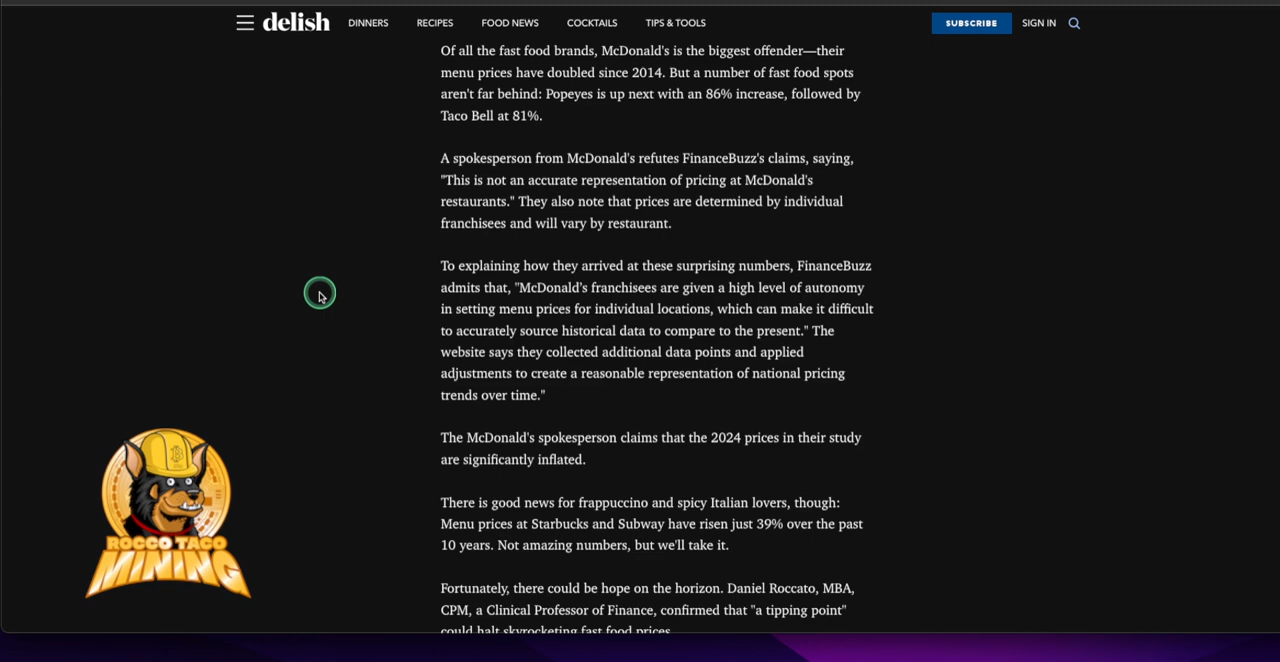 delish DINNERS RECIPES FOOD NEWS COCKTAILS TIPS & TOOLS SUBSCRIBE SIGN IN
Of all the fast food brands, McDonald's is the biggest offender—their
menu prices have doubled since 2014. But a number of fast food spots
aren't far behind: Popeyes is up next with an 86% increase, followed by
Taco Bell at 81%.
A spokesperson from McDonald's refutes FinanceBuzz's claims, saying,
"This is not an accurate representation of pricing at McDonald's
restaurants." They also note that prices are determined by individual
franchisees and will vary by restaurant.
To explaining how they arrived at these surprising numbers, FinanceBuzz
admits that, "McDonald's franchisees are given a high level of autonomy
in setting menu prices for individual locations, which can make it difficult
to accurately source historical data to compare to the present." The
website says they collected additional data points and applied
adjustments to create a reasonable representation of national pricing
trends over time."
The McDonald's spokesperson claims that the 2024 prices in their study
are significantly inflated.
There is good news for frappuccino and spicy Italian lovers, though:
Menu prices at Starbucks and Subway have risen just 39% over the past
10 years. Not amazing numbers, but we'll take it.
Fortunately, there could be hope on the horizon. Daniel Roccato, MBA,
CPM, a Clinical Professor of Finance, confirmed that "a tipping point"
could halt skyrocketing fast food prices.
ROCCO TACO
MINING